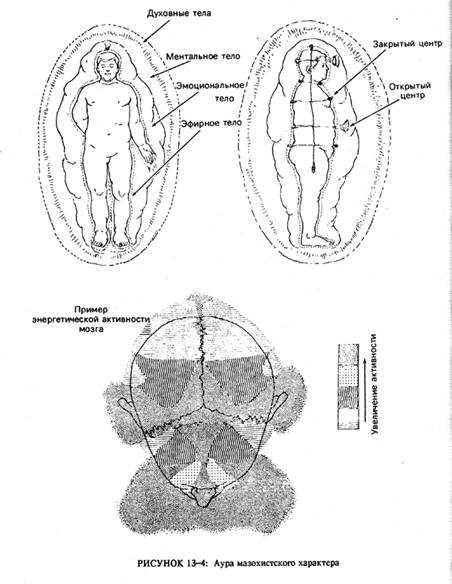 Духовные тела
Ментальное тело
Эмоциональное
тело
Эфирное тело
Закрытый центр
Открытый
центр
Пример
энергетической активности
мозга
Увеличение активности
РИСУНОК 13–4: Аура мазохистского характера